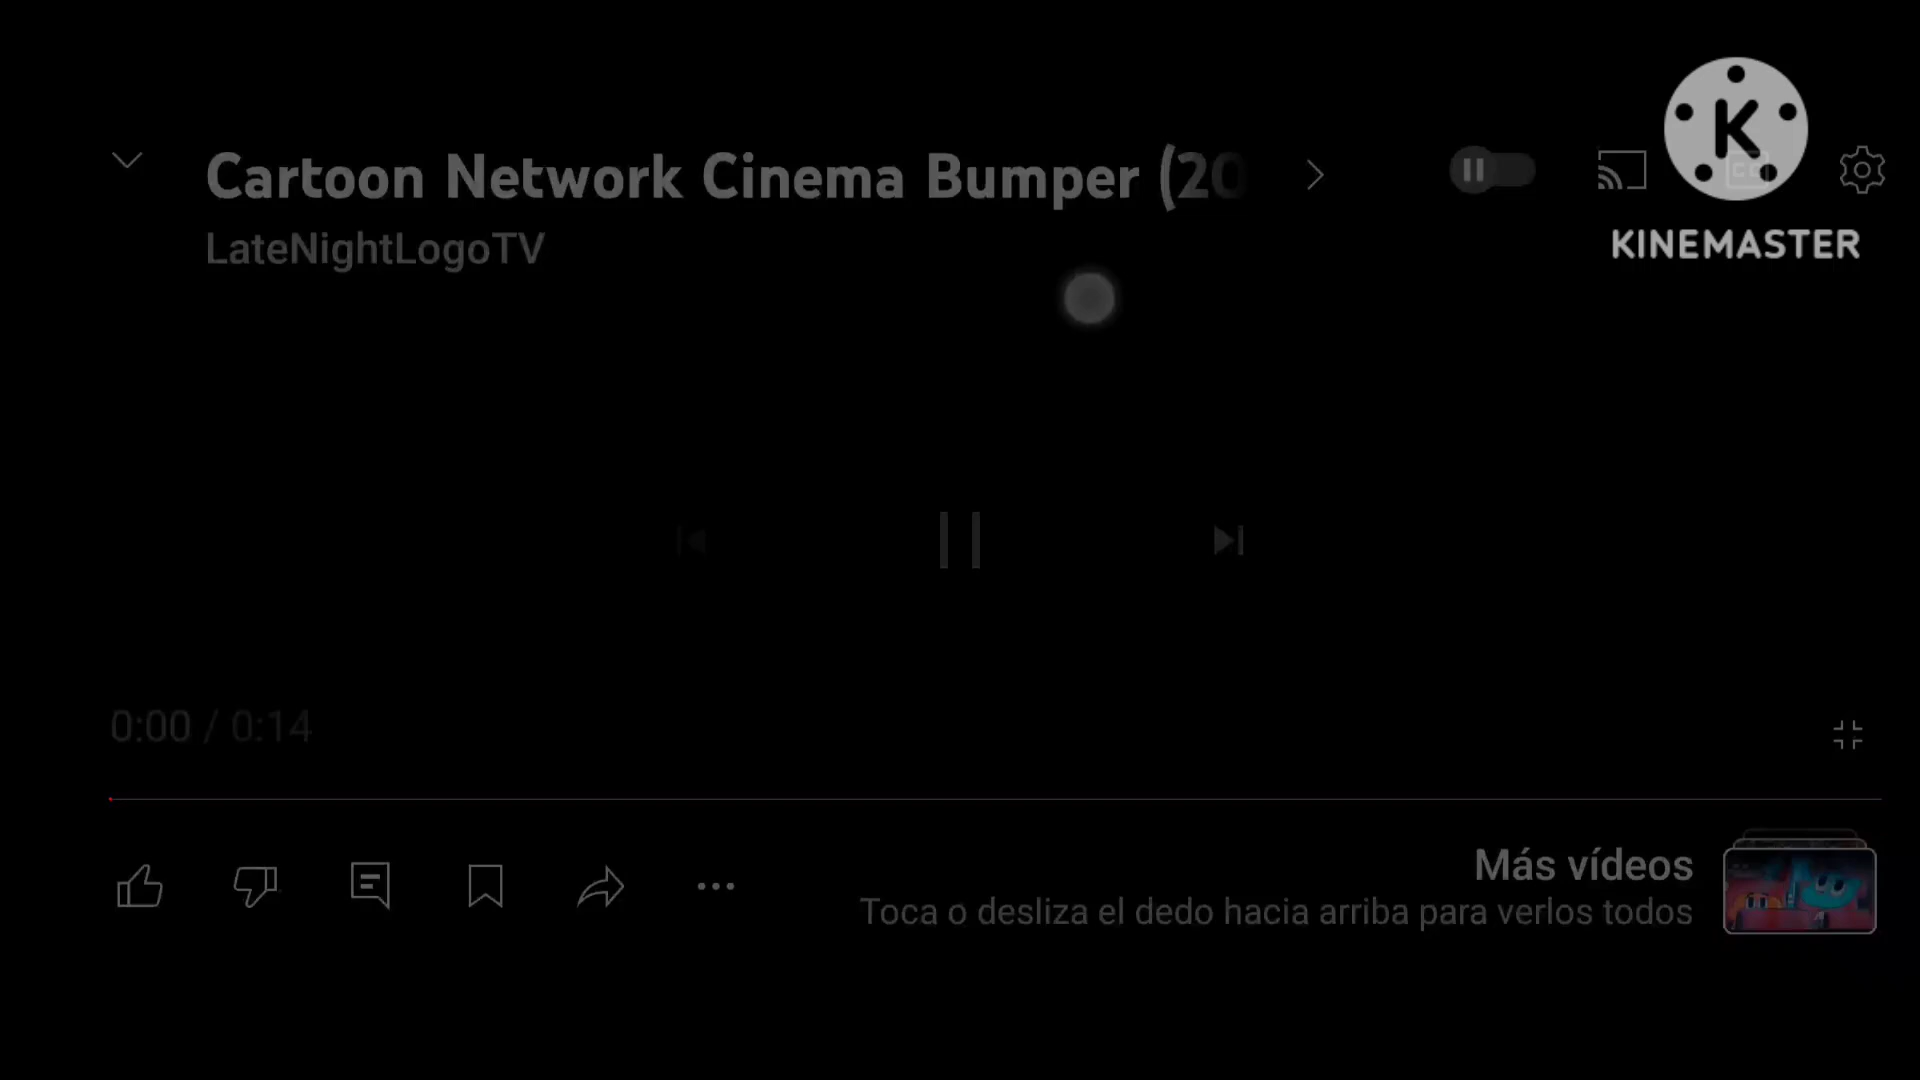 Cartoon Network Cinema Bumper (20
LateNightLogoTV
K
CC
KINEMASTER
0:00 / 0:14
Más vídeos
Toca o desliza el dedo hacia arriba para verlos todos